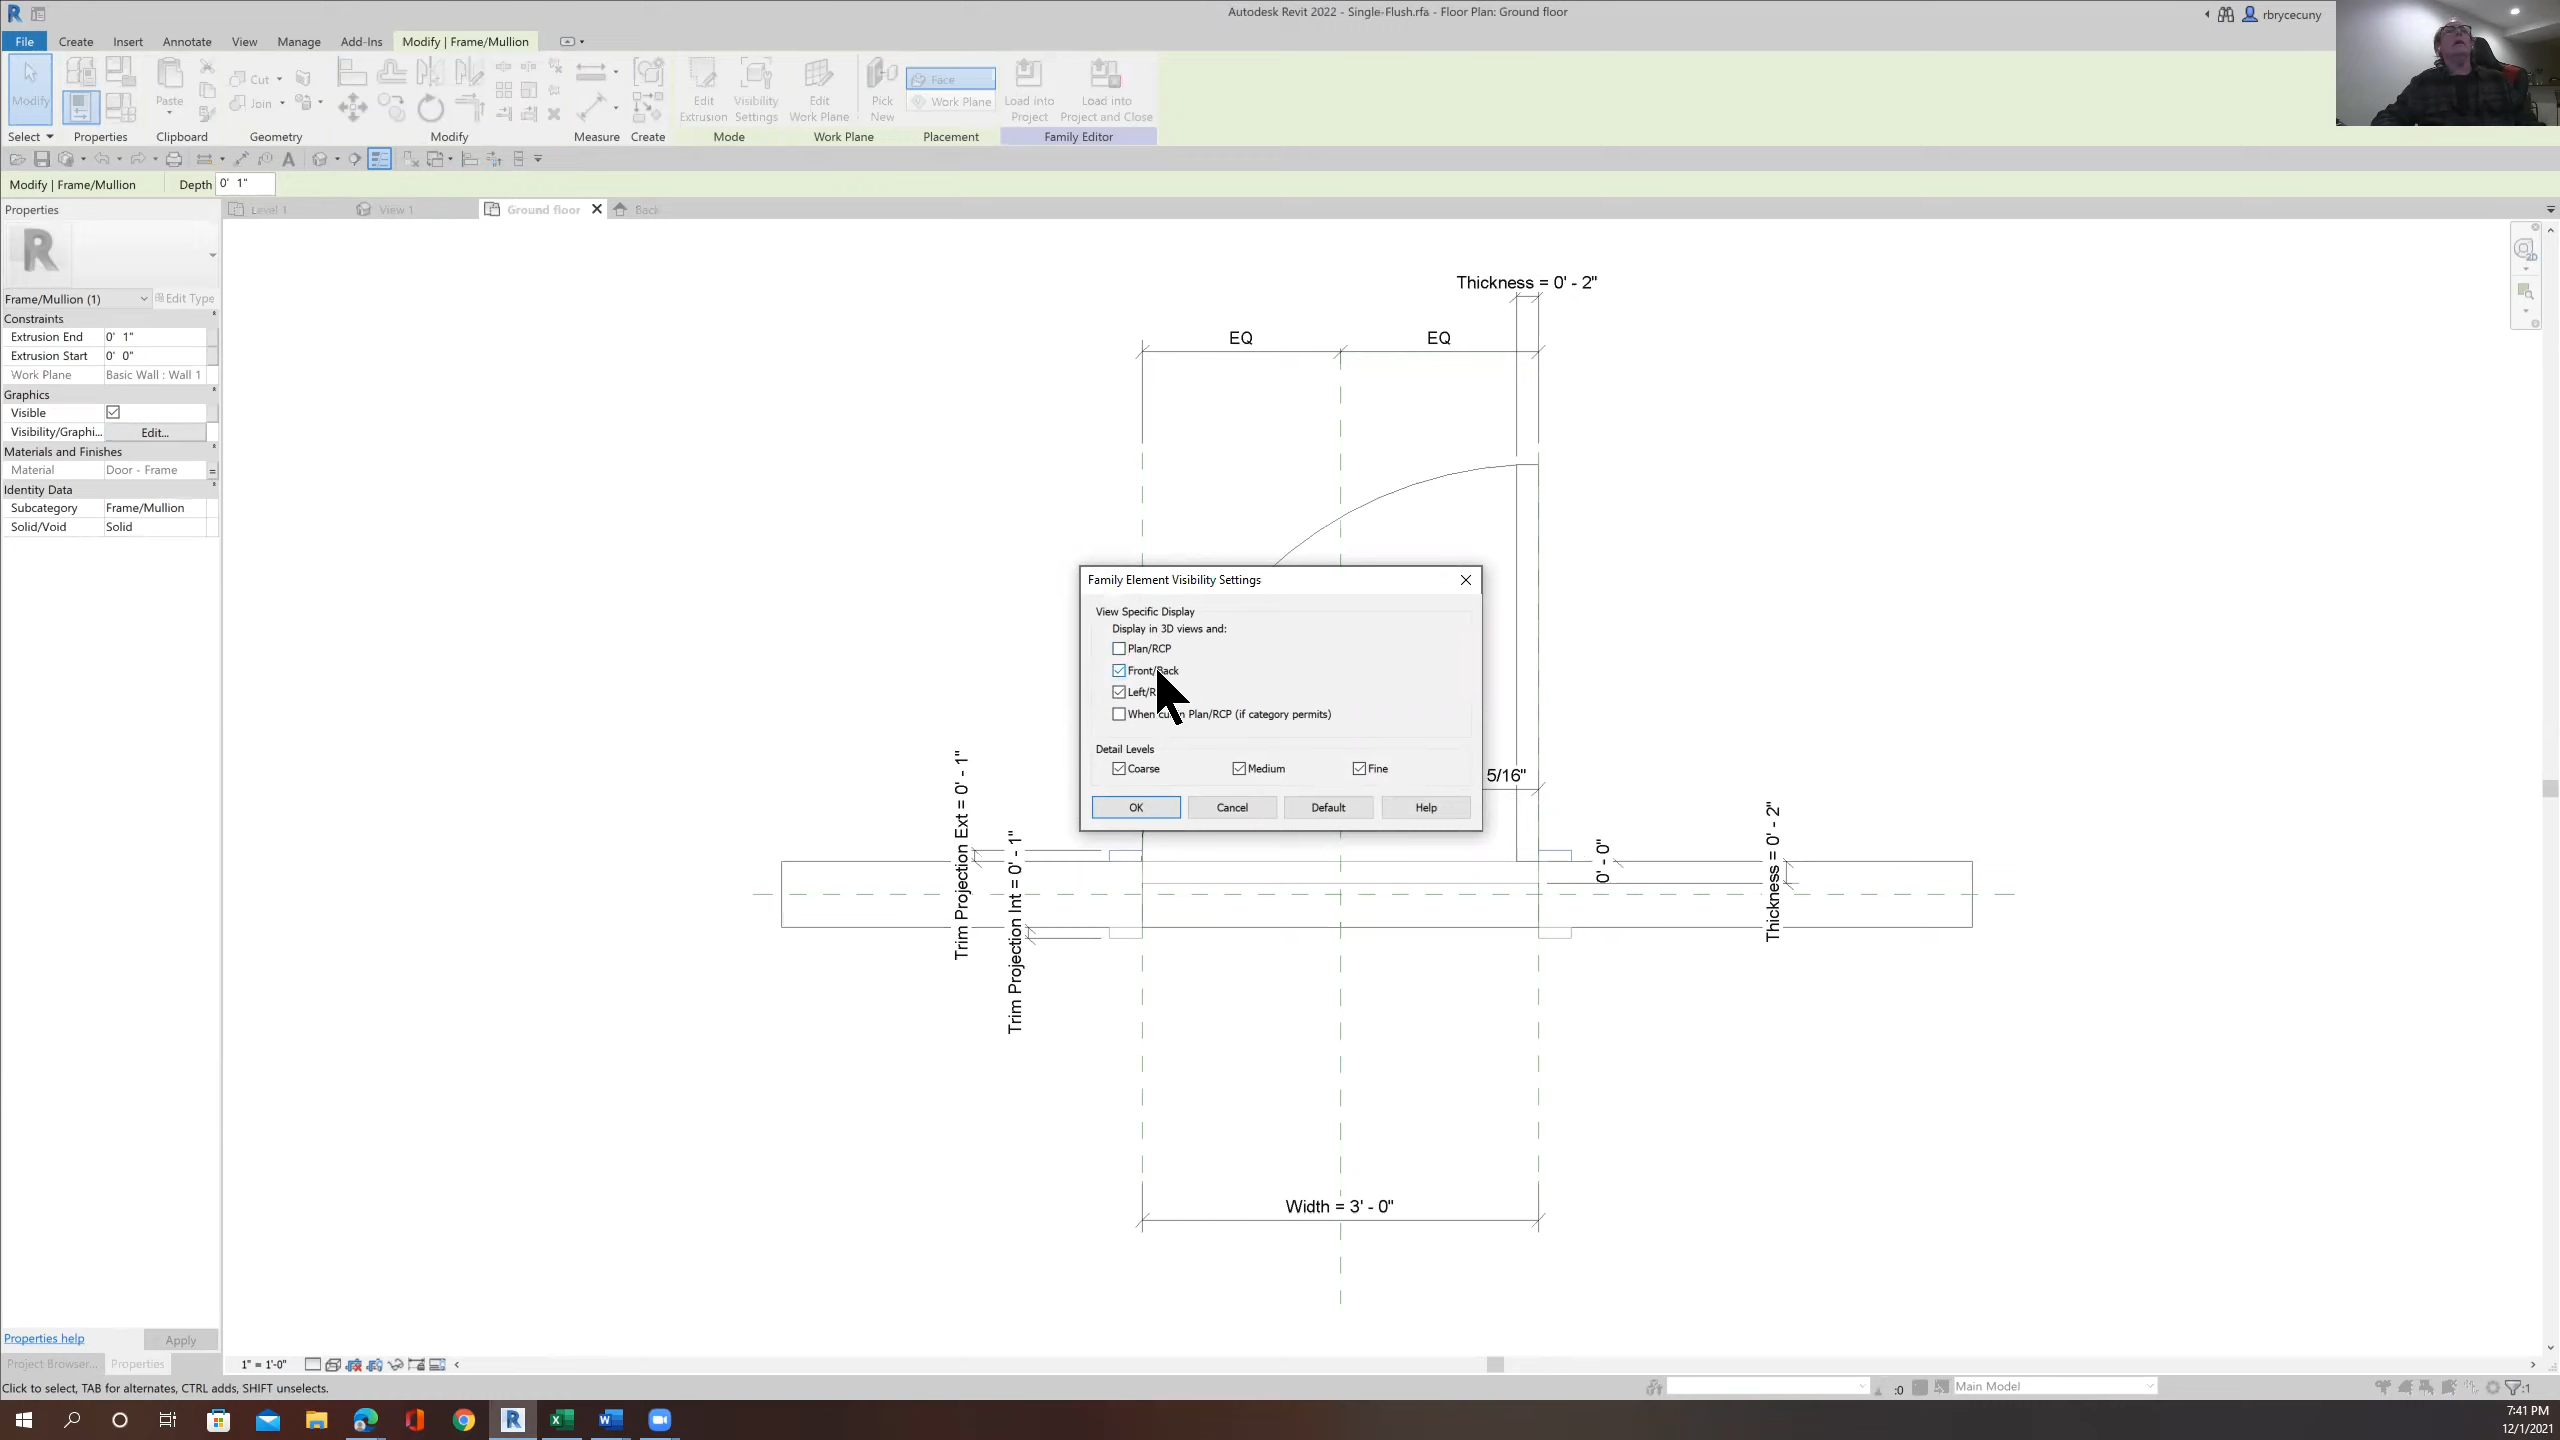 Autodesk Revit 2022 - Single-Flush.rfa - Floor Plan: Ground floor
rbrycecuny
File Create Insert Annotate View Manage Add-Ins Modify | Frame/Mullion
Modify
Paste
Cut
Join
Edit Extrusion
Visibility Settings
Edit Work Plane
Pick New
Face
Work Plane
Load into Project
Load into Project and Close
Select Properties Clipboard Geometry Modify Measure Create Mode Work Plane Placement Family Editor
Modify | Frame/Mullion Depth 0' 1"
Properties
Level 1 View 1 Ground floor Back
Frame/Mullion (1) Edit Type
Constraints
Extrusion End 0' 1"
Extrusion Start 0' 0"
Work Plane Basic Wall : Wall 1
Graphics
Visible
Visibility/Graphi... Edit...
Materials and Finishes
Material Door - Frame =
Identity Data
Subcategory Frame/Mullion
Solid/Void Solid
Thickness = 0' - 2"
EQ EQ
Family Element Visibility Settings
View Specific Display
Display in 3D views and:
Plan/RCP
Front/Back
Plan/RCP (if category permits)
Detail Levels
Coarse Medium Fine
OK Cancel Default Help
5/16"
Trim Projection Ext = 0' - 1"
Trim Projection Int = 0' - 1"
0' - 0"
Thickness = 0' - 2"
Width = 3' - 0"
Properties help Apply
Project Browser... Properties
1" = 1'-0"
Click to select, TAB for alternates, CTRL adds, SHIFT unselects.
:0 Main Model :1
7:41 PM
12/1/2021